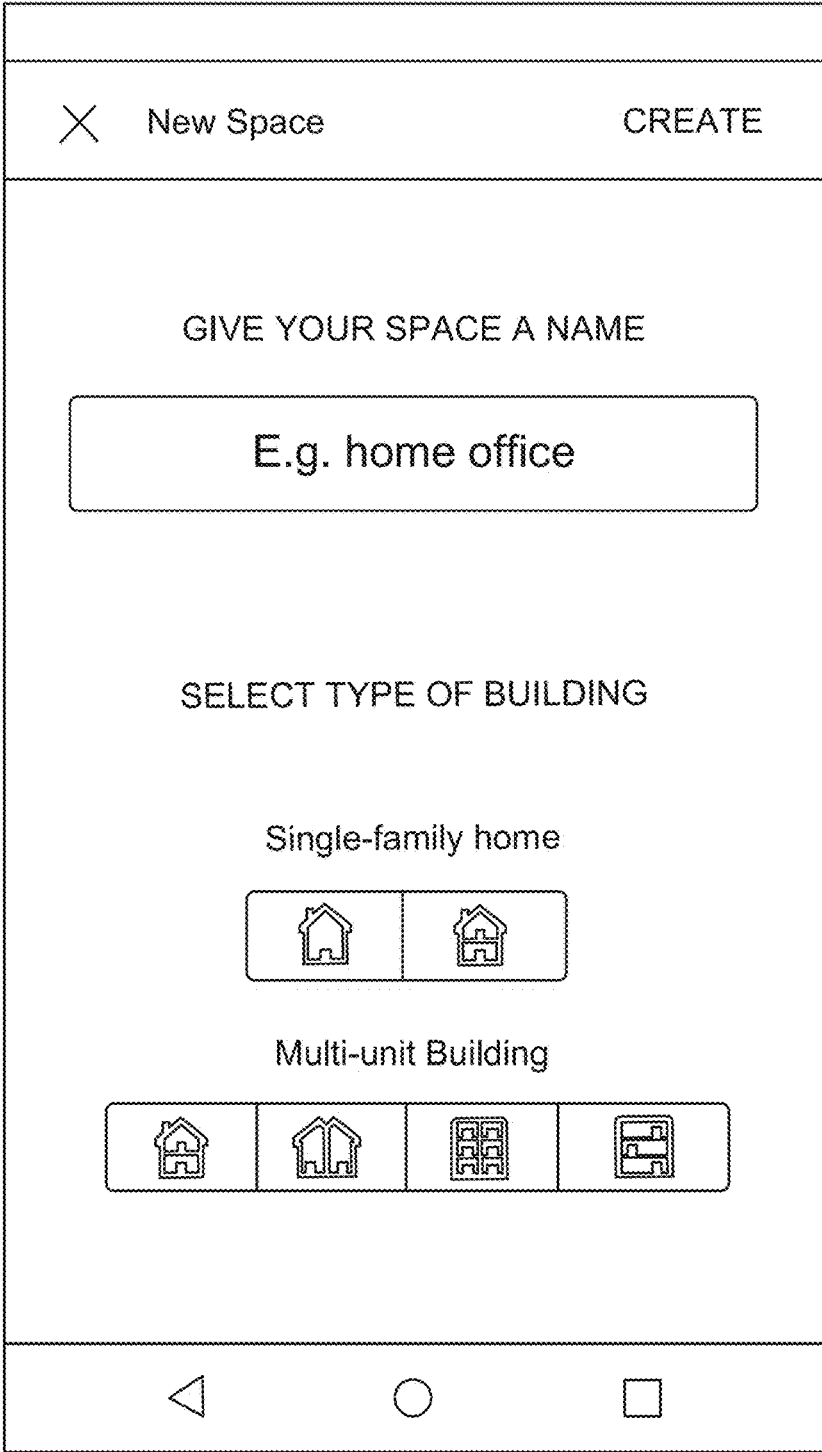 New Space CREATE
GIVE YOUR SPACE A NAME
E.g. home office
SELECT TYPE OF BUILDING
Single-family home
Multi-unit Building